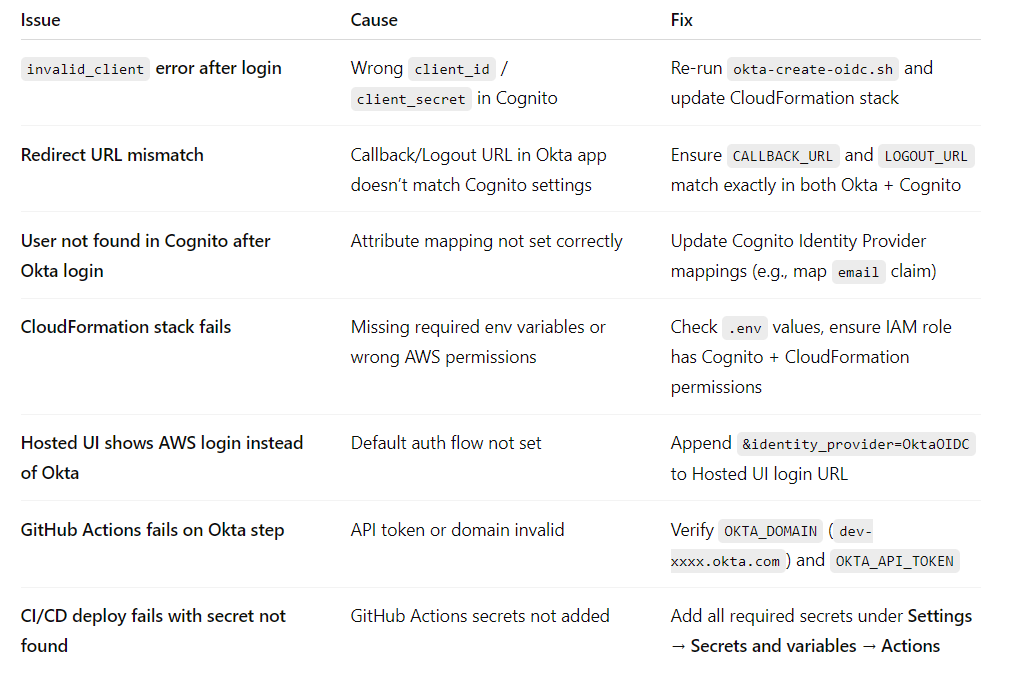 Issue Cause Fix
invalid_client error after login Wrong client_id / Re-run okta-create-oidc.sh and
client_secret in Cognito update CloudFormation stack
Redirect URL mismatch Callback/Logout URL in Okta app Ensure CALLBACK_URL and LOGOUT_URL
doesn’t match Cognito settings match exactly in both Okta + Cognito
User not found in Cognito after Attribute mapping not set correctly Update Cognito Identity Provider
Okta login mappings (e.g., map email claim)
CloudFormation stack fails Missing required env variables or Check .env values, ensure IAM role
wrong AWS permissions has Cognito + CloudFormation
permissions
Hosted UI shows AWS login instead Default auth flow not set Append &identity_provider=OktaOIDC
of Okta to Hosted UI login URL
GitHub Actions fails on Okta step API token or domain invalid Verify OKTA_DOMAIN ( dev-
xxxx.okta.com ) and OKTA_API_TOKEN
CI/CD deploy fails with secret not GitHub Actions secrets not added Add all required secrets under Settings
found → Secrets and variables → Actions